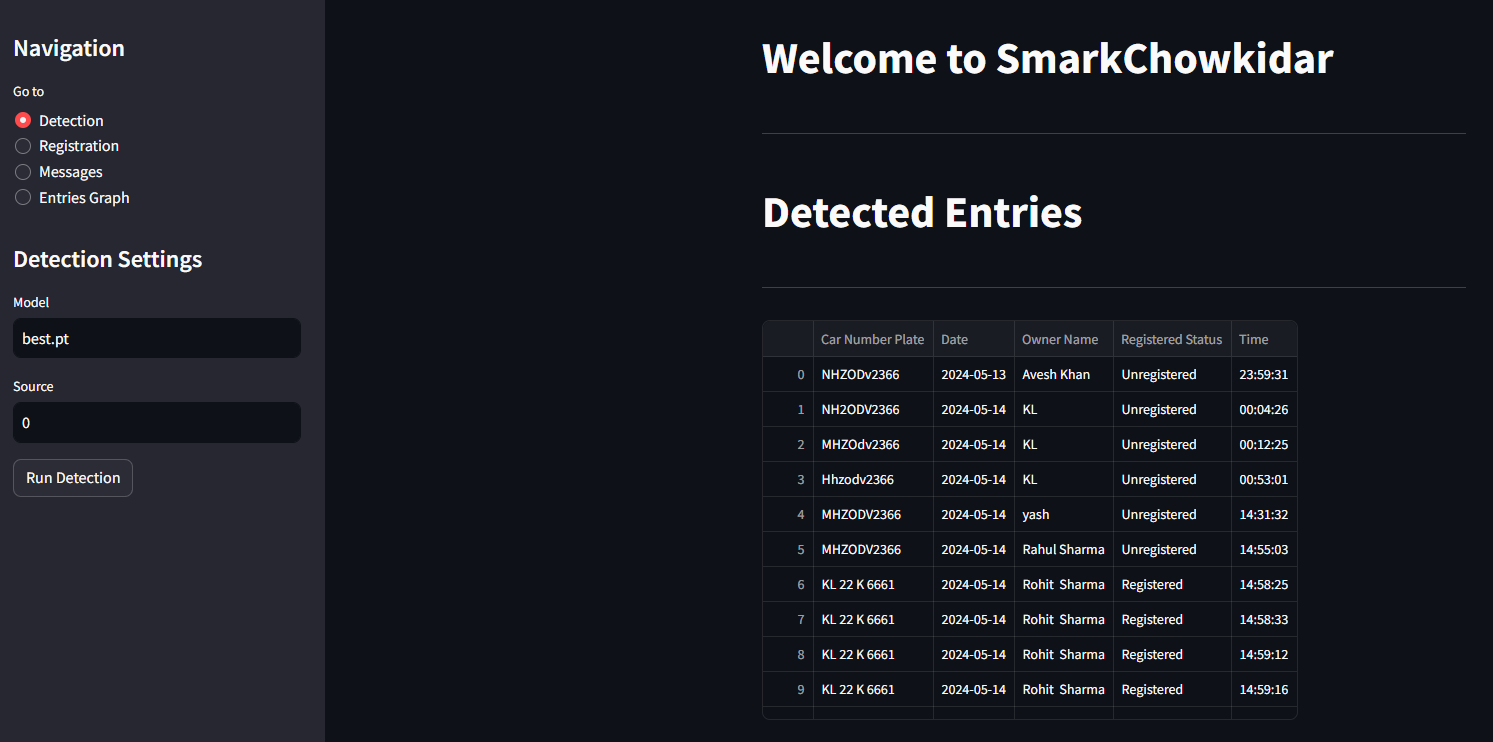 Navigation
Go to
Detection
Registration
Messages
Entries Graph
Detection Settings
Model
best.pt
Source
0
Run Detection
Welcome to SmarkChowkidar
Detected Entries
Car Number Plate Date Owner Name Registered Status Time
0 NHZODv2366 2024-05-13 Avesh Khan Unregistered 23:59:31
1 NH2ODV2366 2024-05-14 KL Unregistered 00:04:26
2 MHZOdv2366 2024-05-14 KL Unregistered 00:12:25
3 Hhzodv2366 2024-05-14 KL Unregistered 00:53:01
4 MHZODV2366 2024-05-14 yash Unregistered 14:31:32
5 MHZODV2366 2024-05-14 Rahul Sharma Unregistered 14:55:03
6 KL 22 K 6661 2024-05-14 Rohit  Sharma Registered 14:58:25
7 KL 22 K 6661 2024-05-14 Rohit  Sharma Registered 14:58:33
8 KL 22 K 6661 2024-05-14 Rohit  Sharma Registered 14:59:12
9 KL 22 K 6661 2024-05-14 Rohit  Sharma Registered 14:59:16